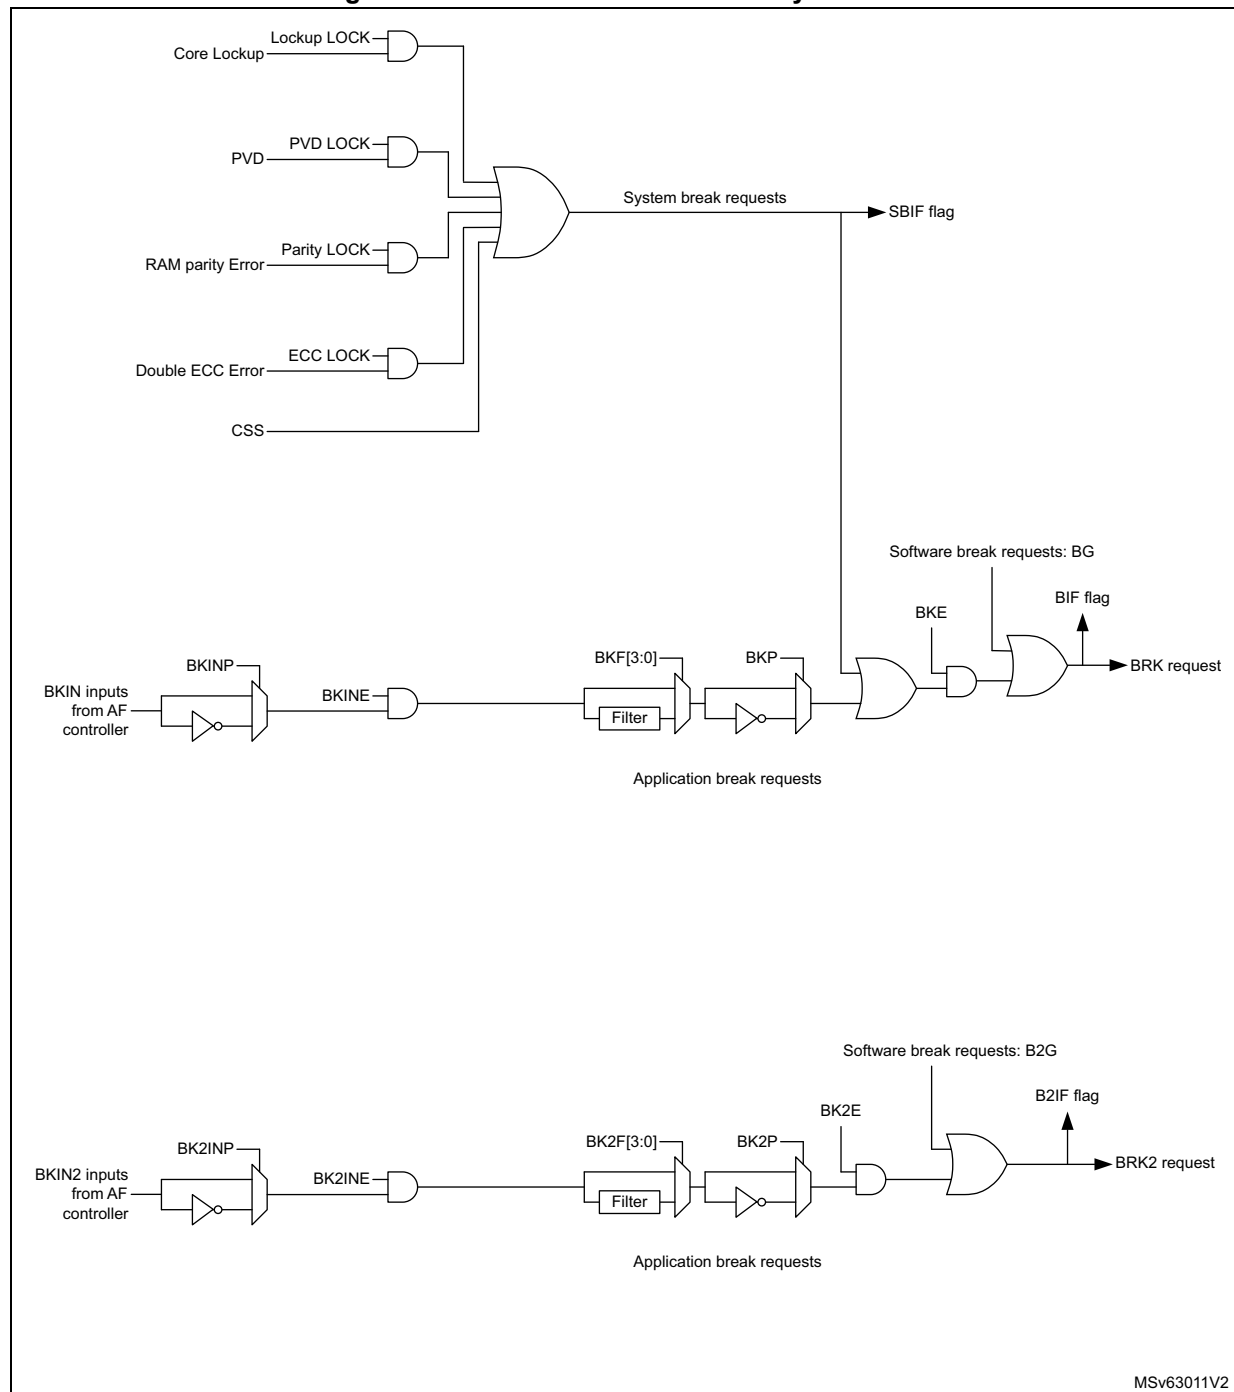 Lockup LOCK
Core Lockup
PVD LOCK
PVD
System break requests
SBIF flag
Parity LOCK
RAM parity Error
ECC LOCK
Double ECC Error
CSS
Software break requests: BG
BIF flag
BKE
BKINP
BKF[3:0]
BKP
BRK request
BKIN inputs
from AF
controller
BKINE
Filter
Application break requests
Software break requests: B2G
B2IF flag
BK2E
BK2INP
BK2F[3:0]
BK2P
BRK2 request
BKIN2 inputs
from AF
controller
BK2INE
Filter
Application break requests
MSv63011V2